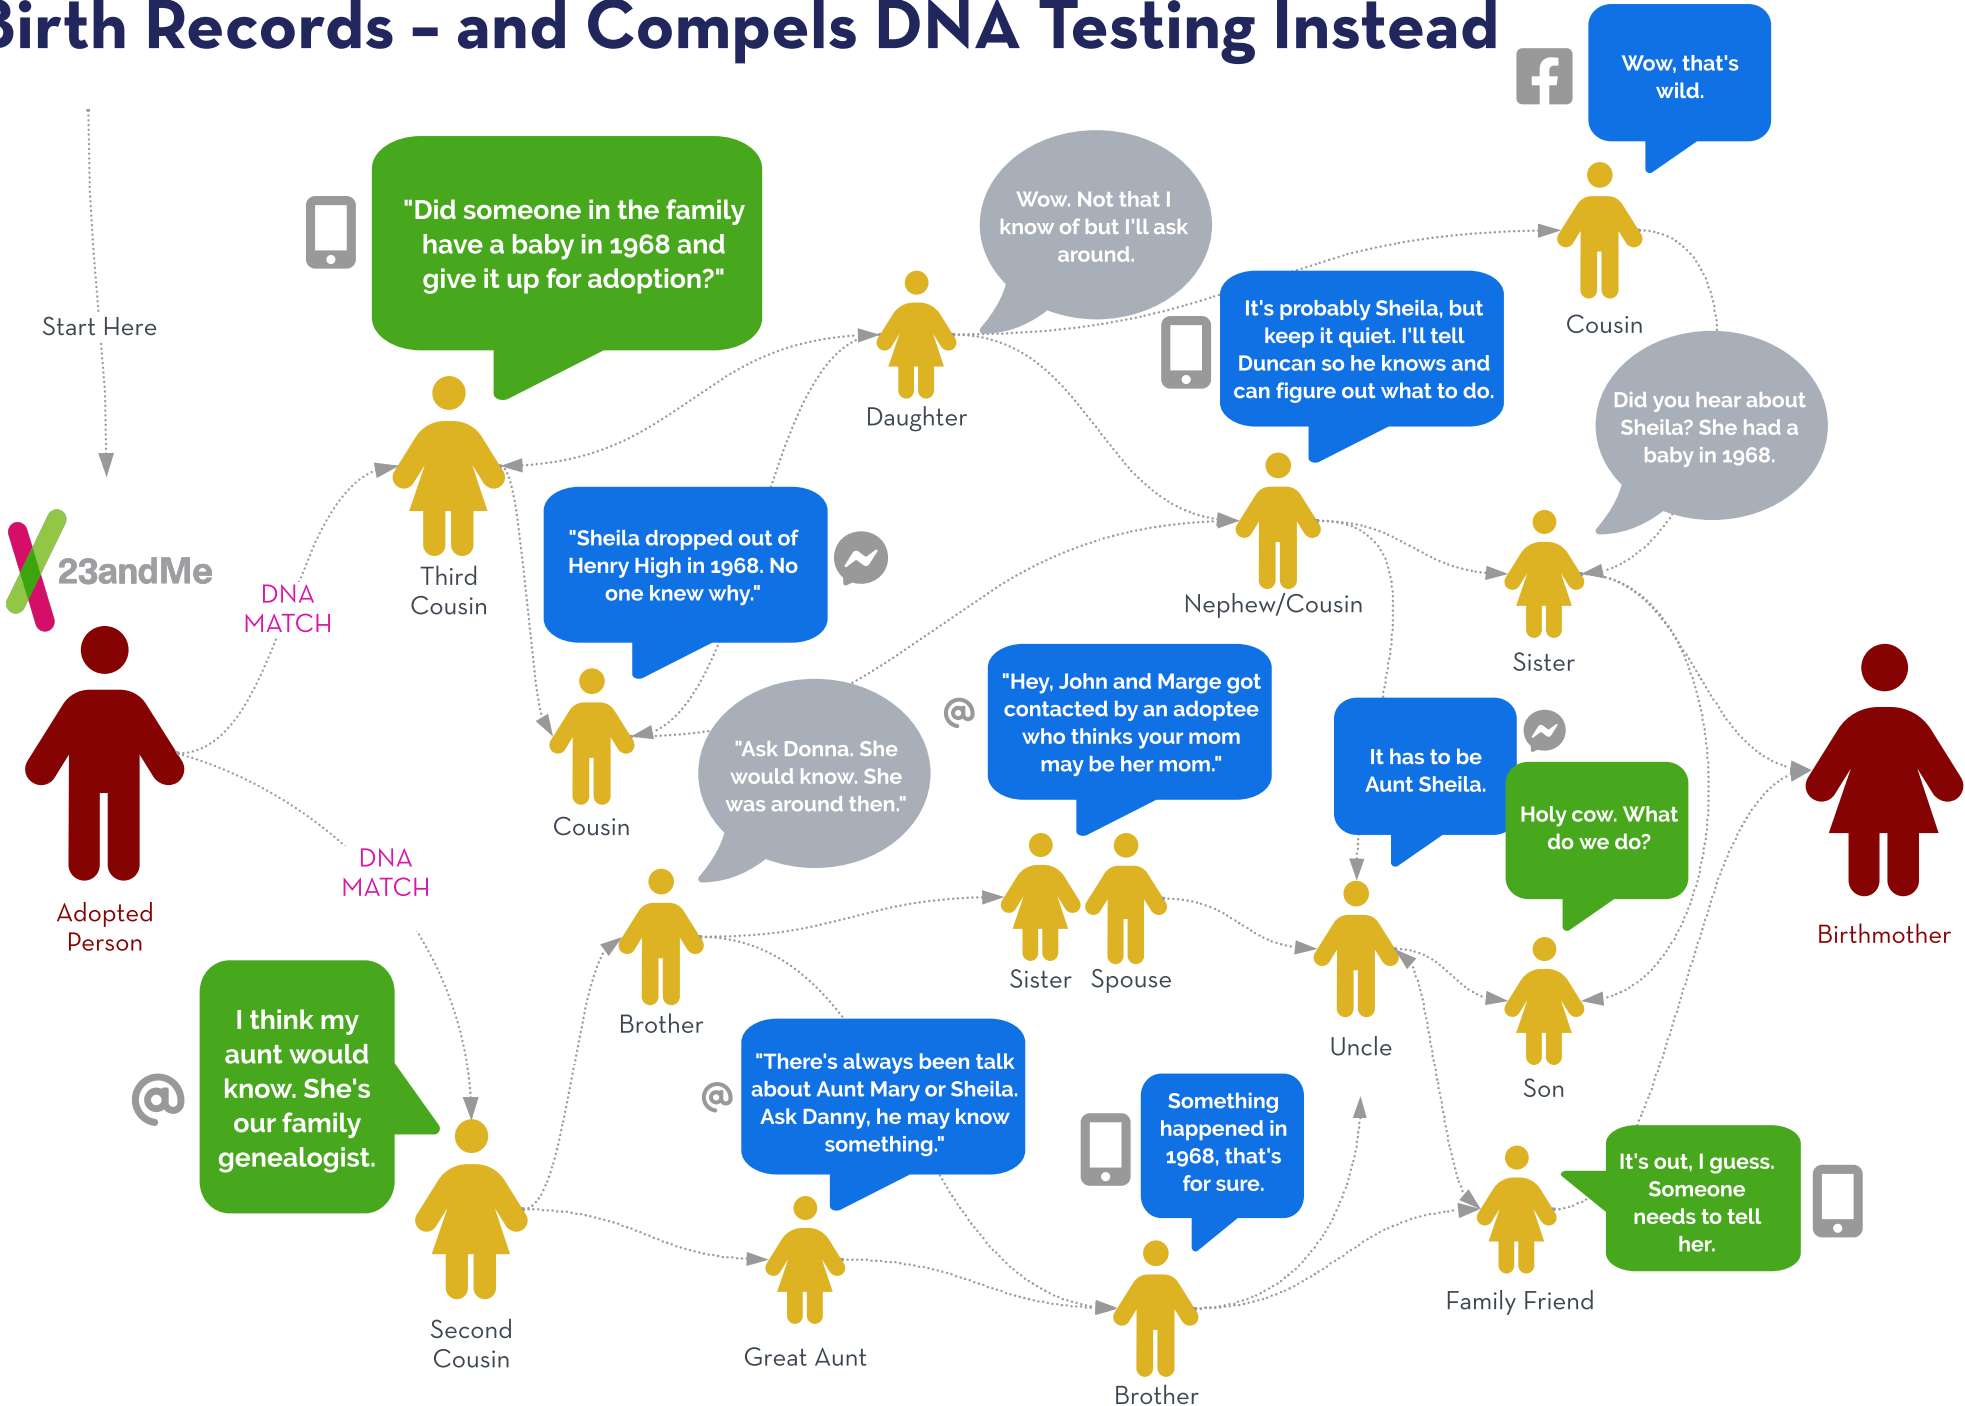 Birth Records – and Compels DNA Testing Instead
Wow, that's
wild.
Start Here
"Did someone in the family
have a baby in 1968 and
give it up for adoption?"
Wow. Not that I
know of but I'll ask
around.
Daughter
It's probably Sheila, but
keep it quiet. I'll tell
Duncan so he knows and
can figure out what to do.
Cousin
Did you hear about
Sheila? She had a
baby in 1968.
23andMe
DNA
MATCH
Third
Cousin
"Sheila dropped out of
Henry High in 1968. No
one knew why."
Nephew/Cousin
Sister
Cousin
"Ask Donna. She
would know. She
was around then."
"Hey, John and Marge got
contacted by an adoptee
who thinks your mom
may be her mom."
It has to be
Aunt Sheila.
Holy cow. What
do we do?
Adopted
Person
DNA
MATCH
Birthmother
Brother
Sister
Spouse
Uncle
Son
@
I think my
aunt would
know. She's
our family
genealogist.
@
"There's always been talk
about Aunt Mary or Sheila.
Ask Danny, he may know
something."
@
Something
happened in
1968, that's
for sure.
It's out, I guess.
Someone
needs to tell
her.
Second
Cousin
Great Aunt
Brother
Family Friend